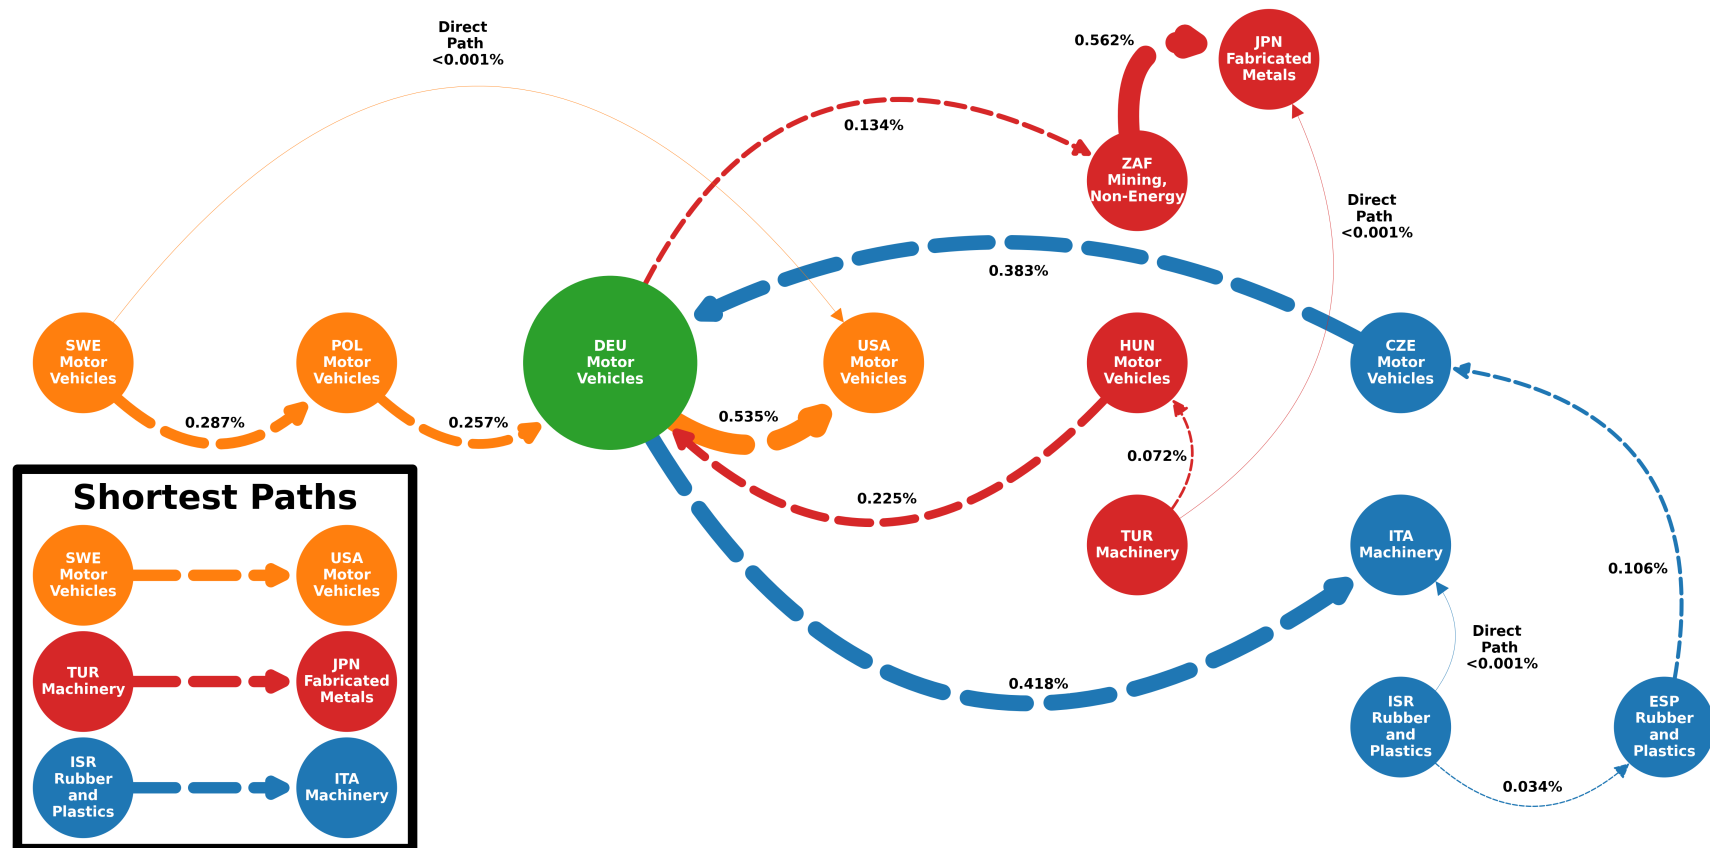 Direct
Path
<0.001%
0.562%
JPN
Fabricated
Metals
0.134%
ZAF
Mining,
Non-Energy
Direct
Path
<0.001%
0.383%
SWE
Motor
Vehicles
POL
Motor
Vehicles
DEU
Motor
Vehicles
USA
Motor
Vehicles
HUN
Motor
Vehicles
CZE
Motor
Vehicles
0.287%
0.257%
0.535%
0.072%
0.225%
TUR
Machinery
ITA
Machinery
0.106%
Direct
Path
<0.001%
0.418%
ISR
Rubber
and
Plastics
ESP
Rubber
and
Plastics
0.034%
Shortest Paths
SWE
Motor
Vehicles
USA
Motor
Vehicles
TUR
Machinery
JPN
Fabricated
Metals
ISR
Rubber
and
Plastics
ITA
Machinery